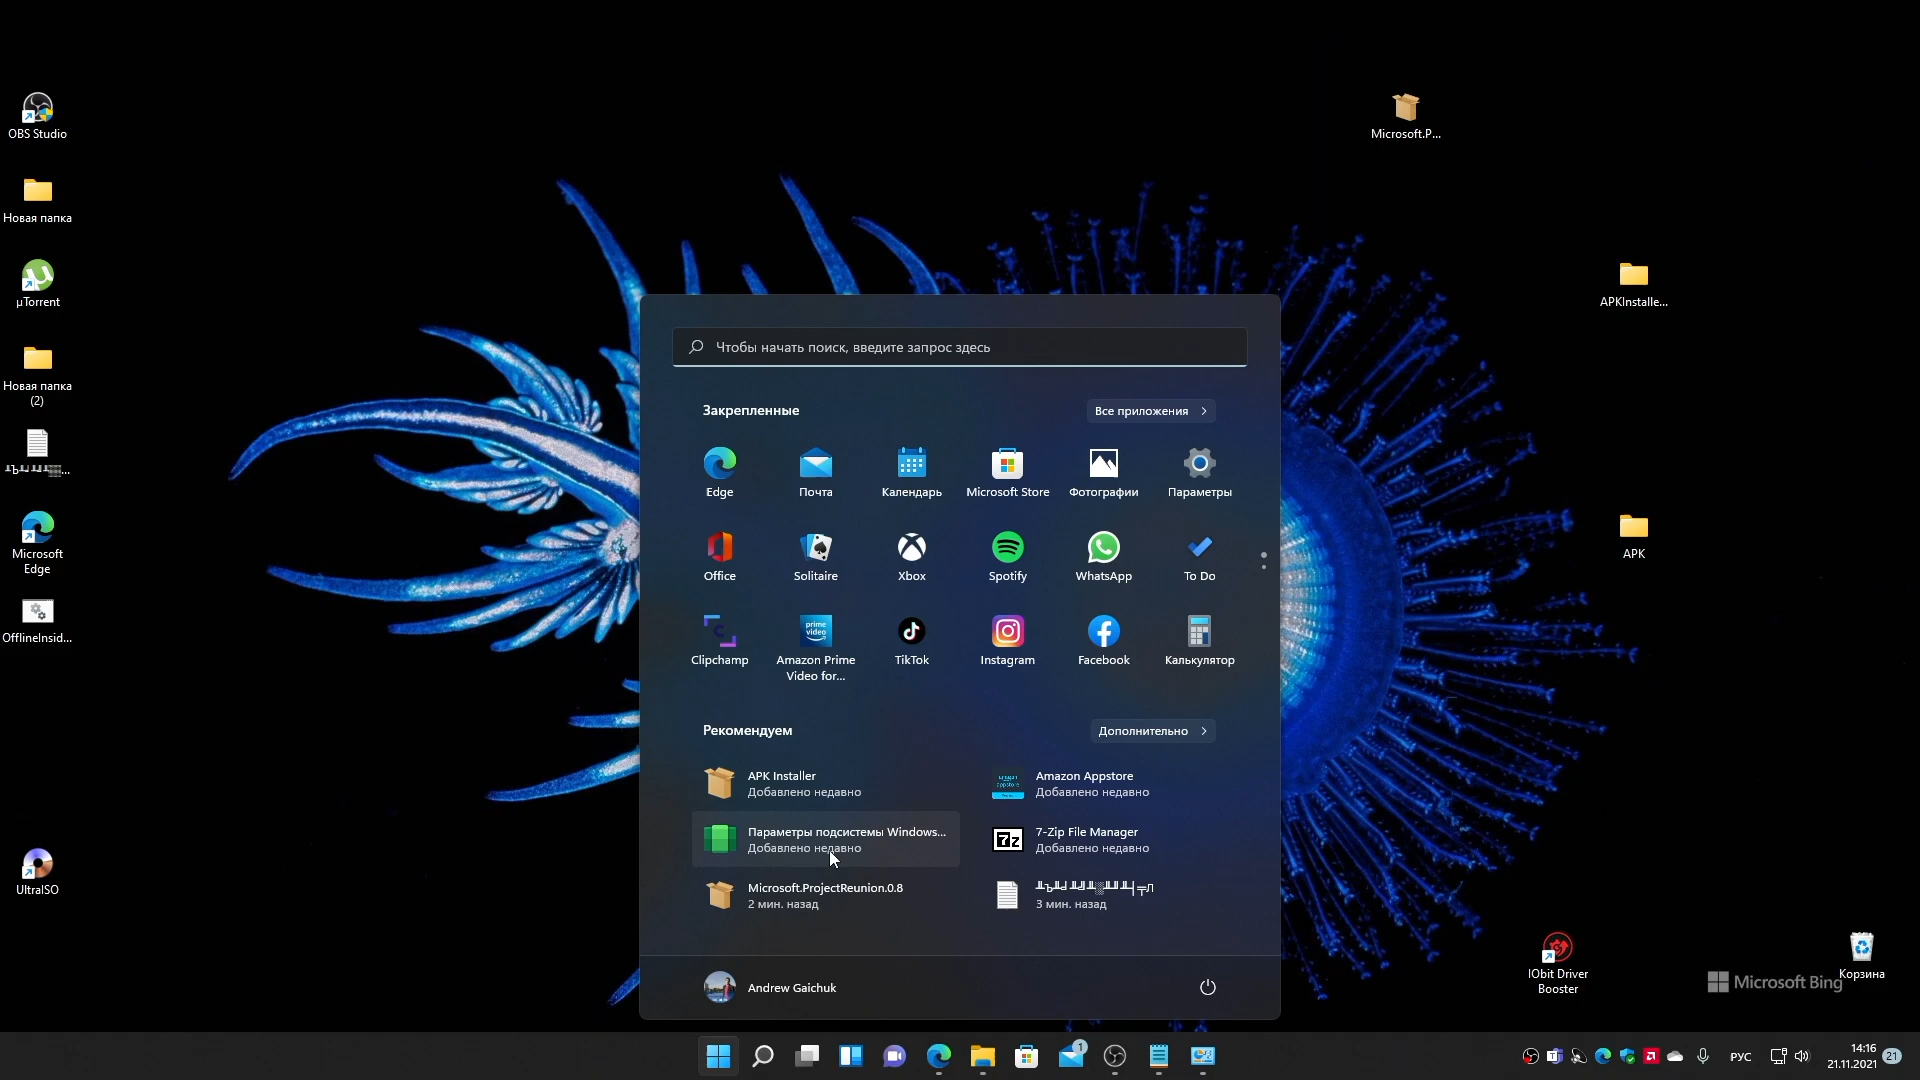 OBS Studio
Новая папка
µTorrent
Новая папка
(2)
Microsoft
Edge
OfflineInsid...
UltraISO
Microsoft.P...
APKInstalle...
APK
IObit Driver
Booster
Корзина
Microsoft Bing
Чтобы начать поиск, введите запрос здесь
Закрепленные
Все приложения
Edge
Почта
Календарь
Microsoft Store
Фотографии
Параметры
Office
Solitaire
Xbox
Spotify
WhatsApp
To Do
prime
video
Clipchamp
Amazon Prime
Video for...
TikTok
Instagram
Facebook
Калькулятор
Рекомендуем
Дополнительно
APK Installer
Добавлено недавно
Amazon Appstore
Добавлено недавно
Параметры подсистемы Windows...
Добавлено недавно
7z
7-Zip File Manager
Добавлено недавно
Microsoft.ProjectReunion.0.8
2 мин. назад
3 мин. назад
Andrew Gaichuk
1
РУС
14:16
21.11.2021
21